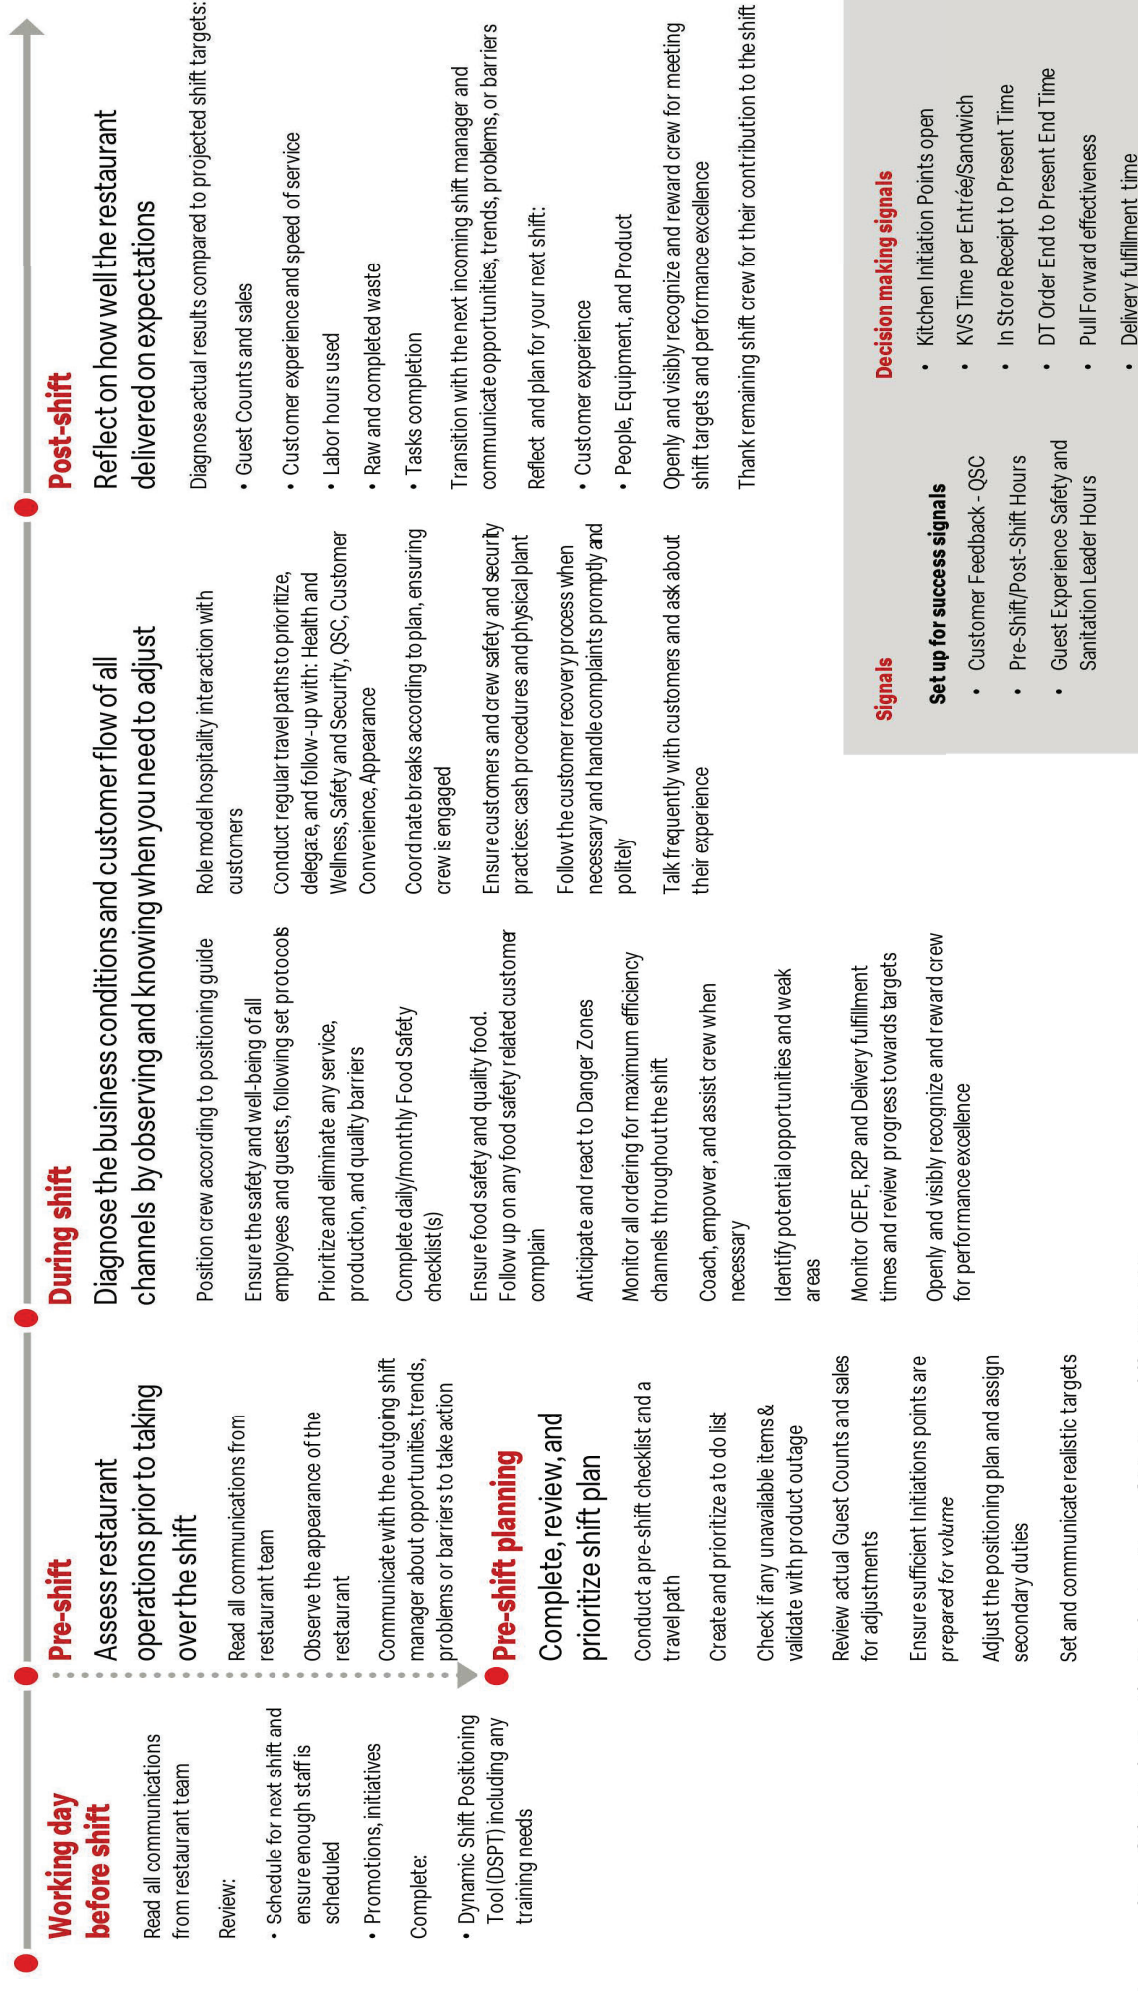 Working day
before shift
Read all communications
from restaurant team
Review:
• Schedule for next shift and
ensure enough staff is
scheduled
• Promotions, initiatives
Complete:
• Dynamic Shift Positioning
Tool (DSPT) including any
training needs
Pre-shift
Assess restaurant
operations prior to taking
over the shift
Read all communications from
restaurant team
Observe the appearance of the
restaurant
Communicate with the outgoing shift
manager about opportunities, trends,
problems or barriers to take action
Pre-shift planning
Complete, review, and
prioritize shift plan
Conduct a pre-shift checklist and a
travel path
Create and prioritize a to do list
Check if any unavailable items &
validate with product outage
Review actual Guest Counts and sales
for adjustments
Ensure sufficient Initiations points are
prepared for volume
Adjust the positioning plan and assign
secondary duties
Set and communicate realistic targets
During shift
Diagnose the business conditions and customer flow of all
channels by observing and knowing when you need to adjust
Position crew according to positioning guide
Ensure the safety and well-being of all
employees and guests, following set protocols
Prioritize and eliminate any service,
production, and quality barriers
Complete daily/monthly Food Safety
checklist(s)
Ensure food safety and quality food.
Follow up on any food safety related customer
complain
Anticipate and react to Danger Zones
Monitor all ordering for maximum efficiency
channels throughout the shift
Coach, empower, and assist crew when
necessary
Identify potential opportunities and weak
areas
Monitor OEPE, R2P and Delivery fulfillment
times and review progress towards targets
Openly and visibly recognize and reward crew
for performance excellence
Role model hospitality interaction with
customers
Conduct regular travel paths to prioritize,
delegate, and follow-up with: Health and
Wellness, Safety and Security, QSC, Customer
Convenience, Appearance
Coordinate breaks according to plan, ensuring
crew is engaged
Ensure customers and crew safety and security
practices: cash procedures and physical plant
Follow the customer recovery process when
necessary and handle complaints promptly and
politely
Talk frequently with customers and ask about
their experience
Post-shift
Reflect on how well the restaurant
delivered on expectations
Diagnose actual results compared to projected shift targets:
• Guest Counts and sales
• Customer experience and speed of service
• Labor hours used
• Raw and completed waste
• Tasks completion
Transition with the next incoming shift manager and
communicate opportunities, trends, problems, or barriers
Reflect and plan for your next shift:
• Customer experience
• People, Equipment, and Product
Openly and visibly recognize and reward crew for meeting
shift targets and performance excellence
Thank remaining shift crew for their contribution to the shift
Signals
Set up for success signals
• Customer Feedback - QSC
• Pre-Shift/Post-Shift Hours
• Guest Experience Safety and
Sanitation Leader Hours
Decision making signals
• Kitchen Initiation Points open
• KVS Time per Entrée/Sandwich
• In Store Receipt to Present Time
• DT Order End to Present End Time
• Pull Forward effectiveness
• Delivery fulfillment time